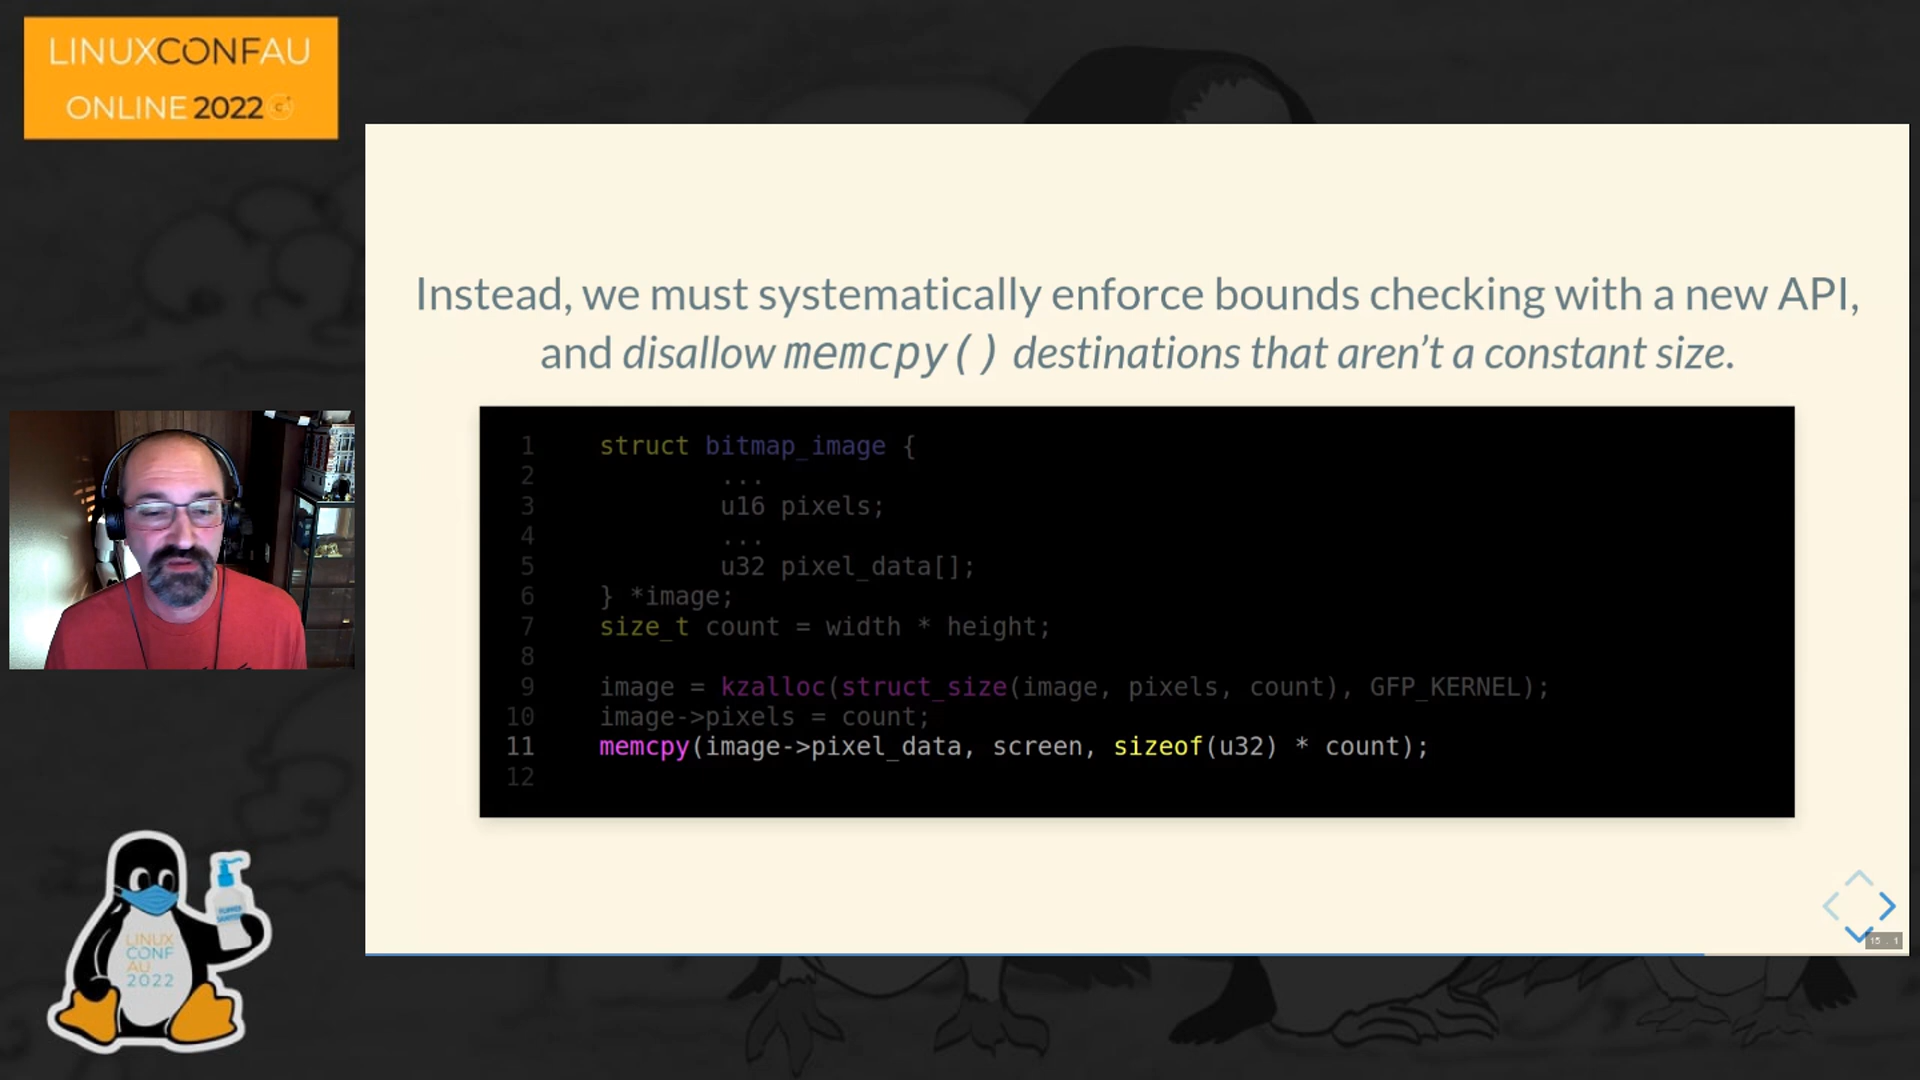 LINUXCONFAU
ONLINE 2022
Instead, we must systematically enforce bounds checking with a new API,
and disallow memcpy() destinations that aren't a constant size.
1 struct bitmap_image {
2 ...
3 u16 pixels;
4 ...
5 u32 pixel_data[];
6 } *image;
7 size_t count = width * height;
8
9 image = kzalloc(struct_size(image, pixels, count), GFP_KERNEL);
10 image->pixels = count;
11 memcpy(image->pixel_data, screen, sizeof(u32) * count);
12
LINUX
CONF
AU
2022
15 . 1